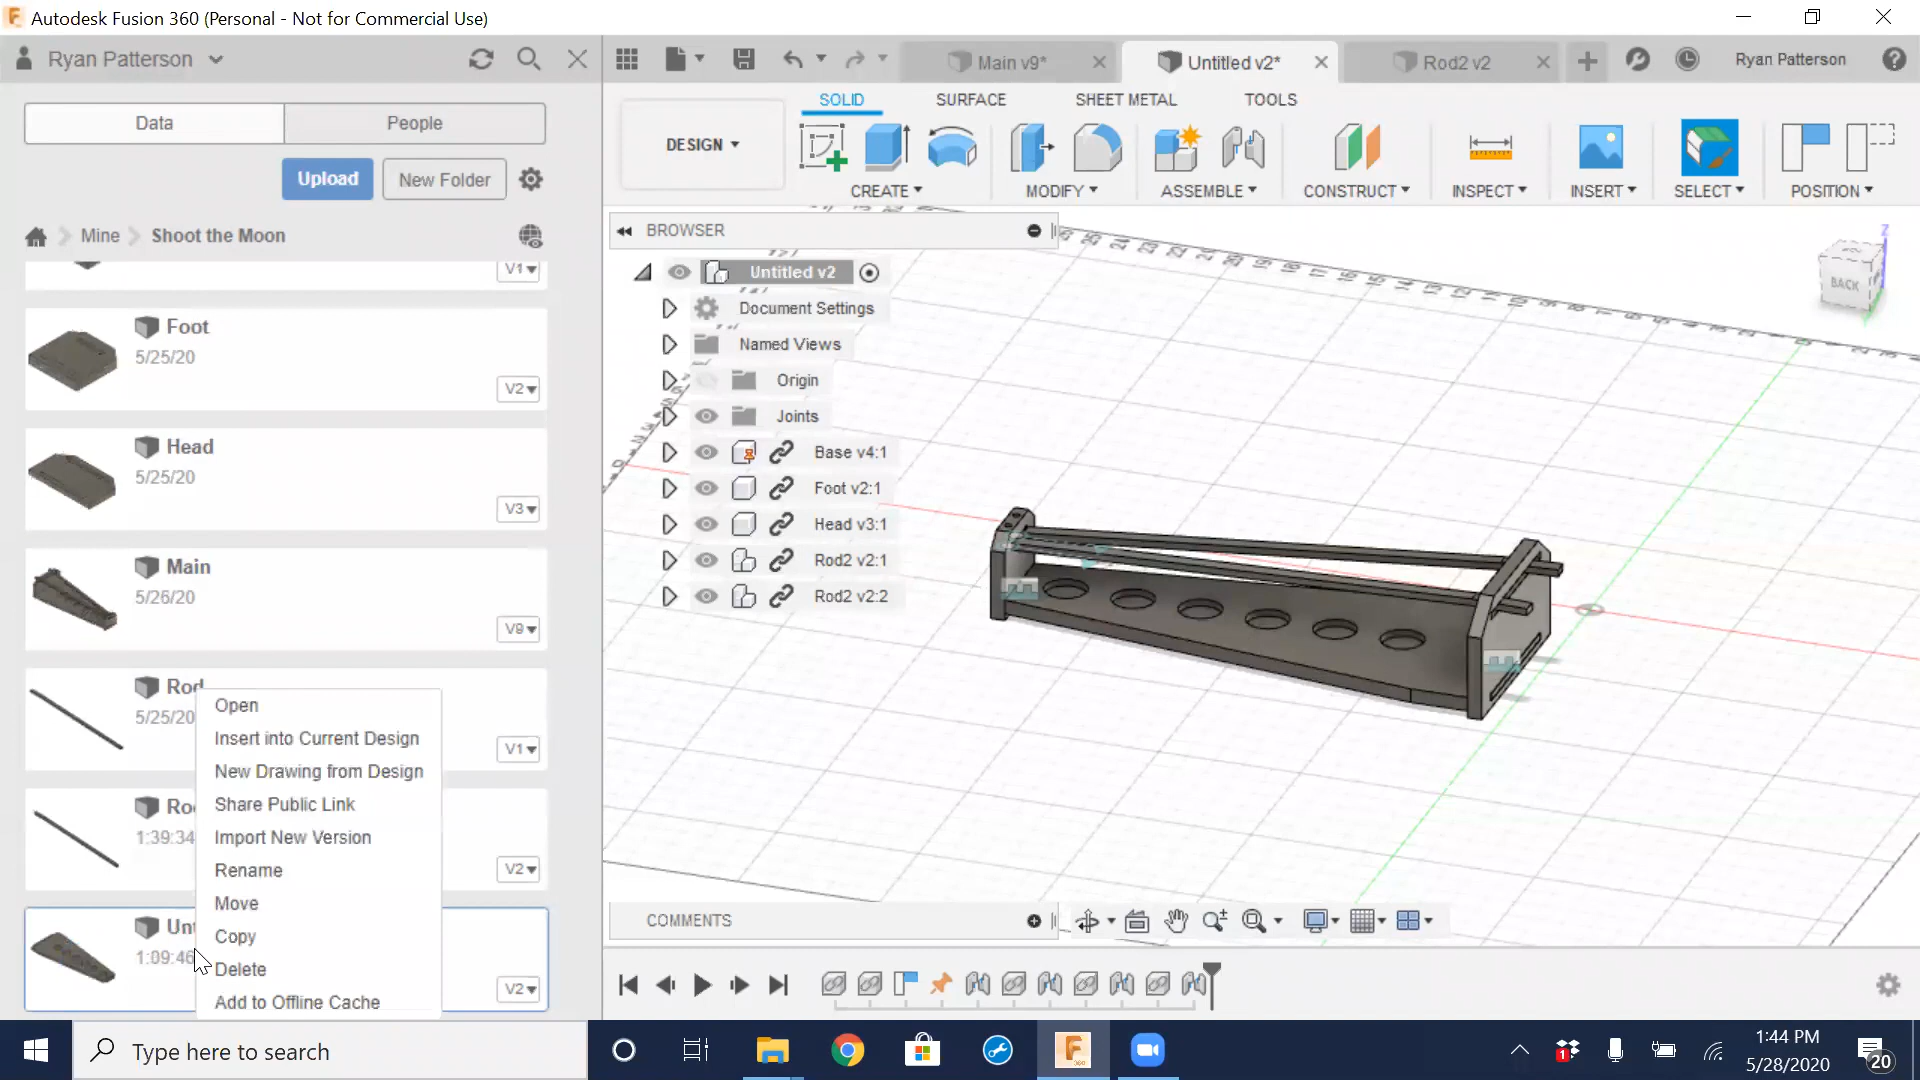 Autodesk Fusion 360 (Personal - Not for Commercial Use)
Ryan Patterson
Main v9*
Untitled v2*
Rod2 v2
Ryan Patterson
Data
People
Upload
New Folder
Mine
Shoot the Moon
V1
Foot
5/25/20
V2
Head
5/25/20
V3
Main
5/26/20
V9
Rod
5/25/20
V1
1:39:34
V2
1:09:46
V2
Open
Insert into Current Design
New Drawing from Design
Share Public Link
Import New Version
Rename
Move
Copy
Delete
Add to Offline Cache
DESIGN
SOLID
SURFACE
SHEET METAL
TOOLS
CREATE
MODIFY
ASSEMBLE
CONSTRUCT
INSPECT
INSERT
SELECT
POSITION
BROWSER
Untitled v2
Document Settings
Named Views
Origin
Joints
Base v4:1
Foot v2:1
Head v3:1
Rod2 v2:1
Rod2 v2:2
Z
BACK
COMMENTS
Type here to search
1:44 PM
5/28/2020
1
20